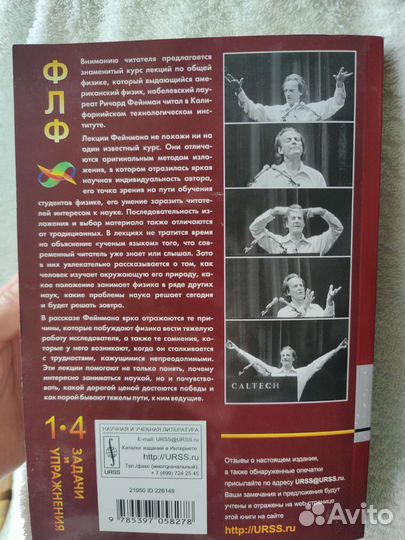 Ф
Л
Ф
Вниманию читателя предлагается
знаменитый курс лекций по общей
физике, который выдающийся аме-
риканский физик, нобелевский лау-
реат Ричард Фейнман читал в Кали-
форнийском технологическом инс-
титуте.
Лекции Фейнмана не похожи ни на
один известный курс. Они отлича-
ются оригинальным методом изло-
жения, в котором отразилась яркая
научная индивидуальность автора,
его точка зрения на пути обучения
студентов физике, его умение заразить читате-
лей интересом к науке. Последовательность из-
ложения и выбор материала также отличаются
от традиционных. В лекциях не тратится время
на объяснение «ученым языком» того, что сов-
ременный читатель уже знает или слышал. Зато
в них увлекательно рассказывается о том, как
человек изучает окружающую его природу, ка-
кое положение занимает физика в ряде других
наук, какие проблемы наука решает сегодня
и будет решать завтра.
В рассказе Фейнмана ярко отражаются те при-
чины, которые побуждают физика вести тяжелую
работу исследователя, а также те сомнения, ко-
торые у него возникают, когда он сталкивается
с трудностями, кажущимися непреодолимыми.
Эти лекции помогают не только понять, почему
интересно заниматься наукой, но и почувство-
вать, какой дорогой ценой достаются победы и
как порой бывают тяжелы пути, к ним ведущие.
CALTECH
1•4
ЗАДАЧИ
И
УПРАЖНЕНИЯ
НАУЧНАЯ И УЧЕБНАЯ ЛИТЕРАТУРА
E-mail: URSS@URSS.ru
Каталог изданий в Интернете:
http://URSS.ru
Тел./факс (многоканальный):
+ 7 (499) 724 25 45
URSS
21950 ID 226149
9 785397 058278
Отзывы о настоящем издании,
а также обнаруженные опечатки
присылайте по адресу URSS@URSS.ru.
Ваши замечания и предложения будут
учтены и отражены на web-странице
этой книги на сайте
http://URSS.ru
Avito